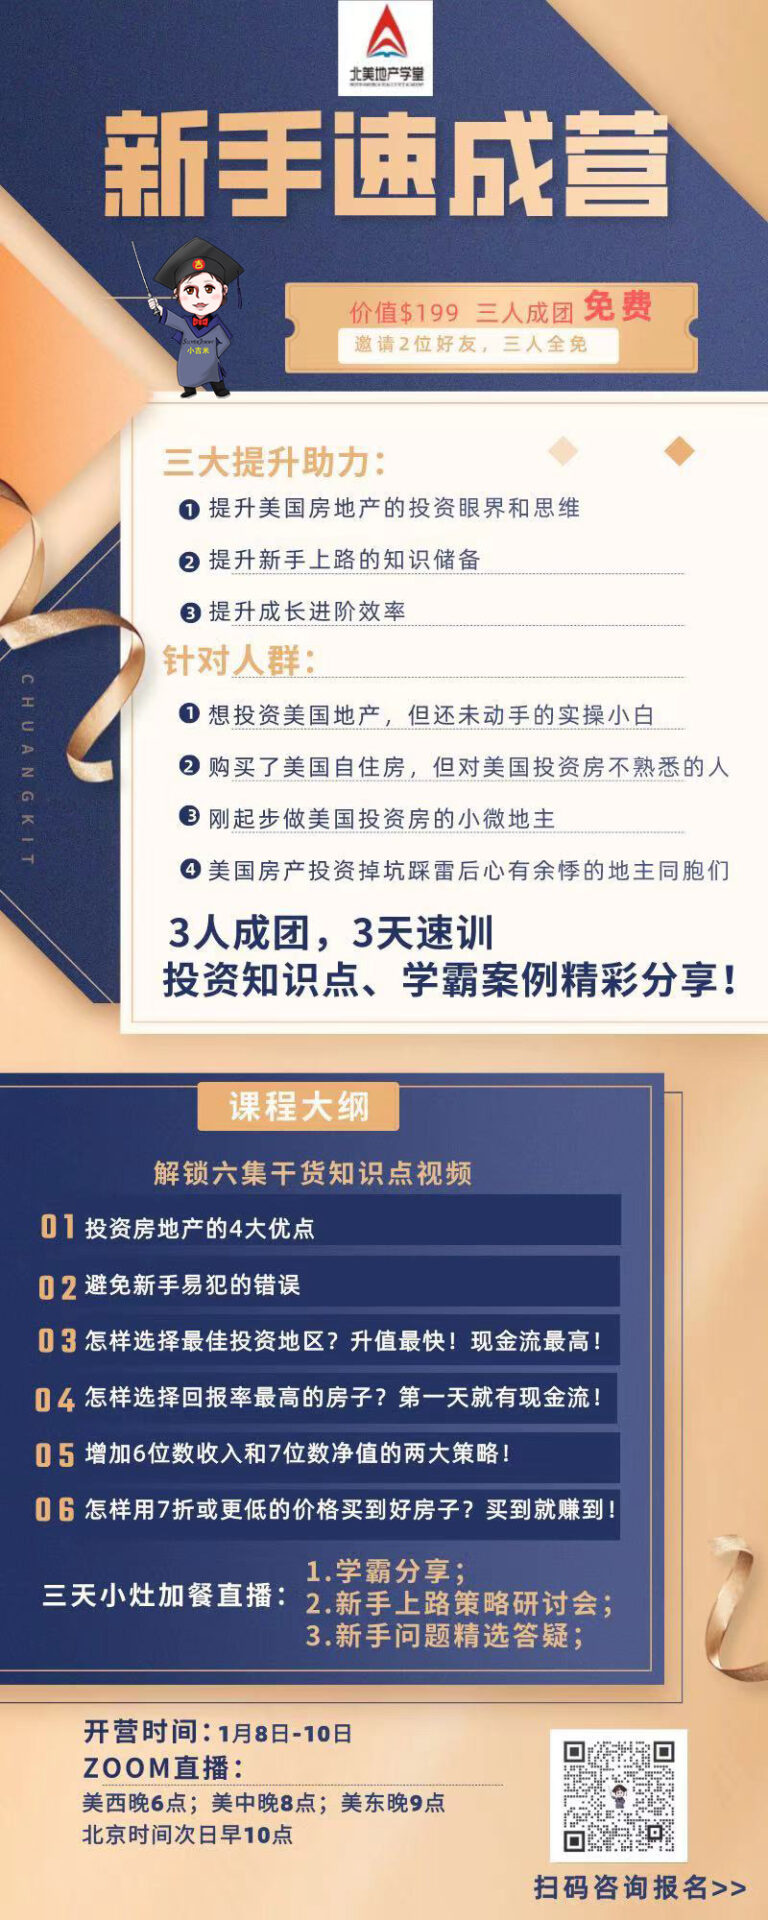 北美地产学堂
新手速成营
价值$199 三人成团 免费
邀请2位好友，三人全免
小吉米
三大提升助力：
1 提升美国房地产的投资眼界和思维
2 提升新手上路的知识储备
3 提升成长进阶效率
针对人群：
1 想投资美国地产，但还未动手的实操小白
2 购买了美国自住房，但对美国投资房不熟悉的人
3 刚起步做美国投资房的小微地主
4 美国房产投资掉坑踩雷后心有余悸的地主同胞们
CHUANGKIT
3人成团，3天速训
投资知识点、学霸案例精彩分享！
课程大纲
解锁六集干货知识点视频
01 投资房地产的4大优点
02 避免新手易犯的错误
03 怎样选择最佳投资地区？升值最快！现金流最高！
04 怎样选择回报率最高的房子？第一天就有现金流！
05 增加6位数收入和7位数净值的两大策略！
06 怎样用7折或更低的价格买到好房子？买到就赚到！
三天小灶加餐直播：
1.学霸分享；
2.新手上路策略研讨会；
3.新手问题精选答疑；
开营时间：1月8日-10日
ZOOM直播：
美西晚6点；美中晚8点；美东晚9点
北京时间次日早10点
扫码咨询报名>>